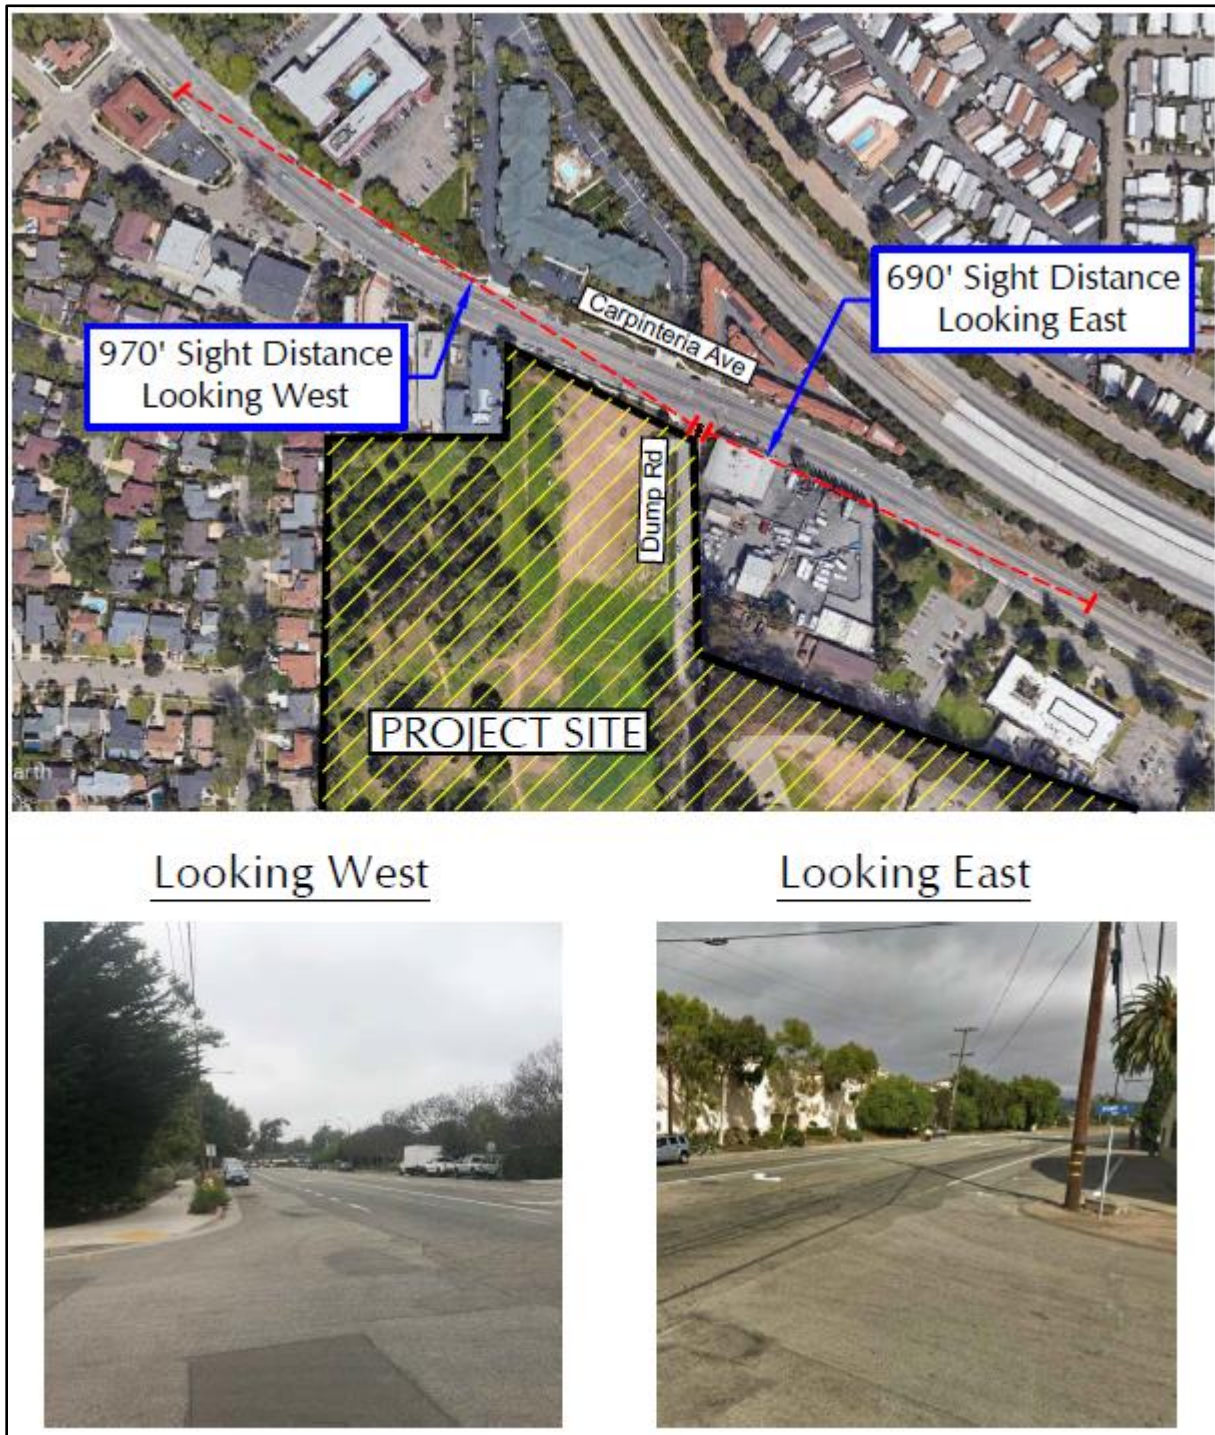 690' Sight Distance
Looking East
Carpinteria Ave
970' Sight Distance
Looking West
Dump Rd
PROJECT SITE
arth
Looking West
Looking East